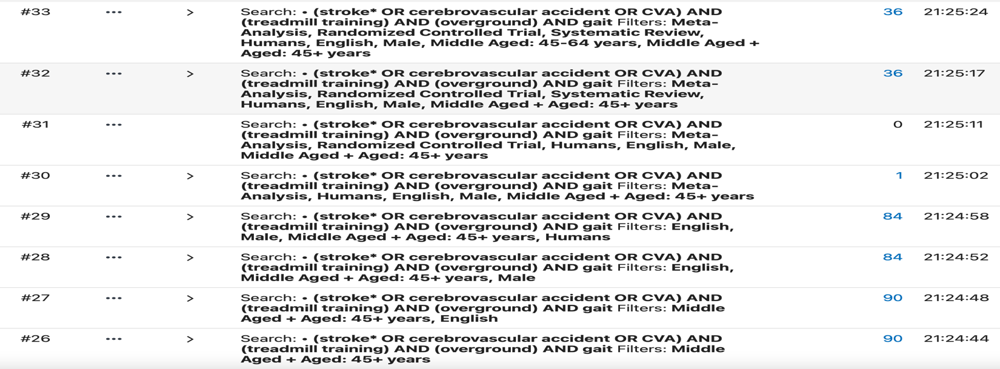 #33 ••• > Search: • (stroke* OR cerebrovascular accident OR CVA) AND 36 21:25:24
(treadmill training) AND (overground) AND gait Filters: Meta-
Analysis, Randomized Controlled Trial, Systematic Review,
Humans, English, Male, Middle Aged: 45-64 years, Middle Aged +
Aged: 45+ years
#32 ••• > Search: • (stroke* OR cerebrovascular accident OR CVA) AND 36 21:25:17
(treadmill training) AND (overground) AND gait Filters: Meta-
Analysis, Randomized Controlled Trial, Systematic Review,
Humans, English, Male, Middle Aged + Aged: 45+ years
#31 ••• Search: • (stroke* OR cerebrovascular accident OR CVA) AND 0 21:25:11
(treadmill training) AND (overground) AND gait Filters: Meta-
Analysis, Randomized Controlled Trial, Humans, English, Male,
Middle Aged + Aged: 45+ years
#30 ••• > Search: • (stroke* OR cerebrovascular accident OR CVA) AND 1 21:25:02
(treadmill training) AND (overground) AND gait Filters: Meta-
Analysis, Humans, English, Male, Middle Aged + Aged: 45+ years
#29 ••• > Search: • (stroke* OR cerebrovascular accident OR CVA) AND 84 21:24:58
(treadmill training) AND (overground) AND gait Filters: English,
Male, Middle Aged + Aged: 45+ years, Humans
#28 ••• > Search: • (stroke* OR cerebrovascular accident OR CVA) AND 84 21:24:52
(treadmill training) AND (overground) AND gait Filters: English,
Middle Aged + Aged: 45+ years, Male
#27 ••• > Search: • (stroke* OR cerebrovascular accident OR CVA) AND 90 21:24:48
(treadmill training) AND (overground) AND gait Filters: Middle
Aged + Aged: 45+ years, English
#26 ••• > Search: • (stroke* OR cerebrovascular accident OR CVA) AND 90 21:24:44
(treadmill training) AND (overground) AND gait Filters: Middle
Aged + Aged: 45+ years